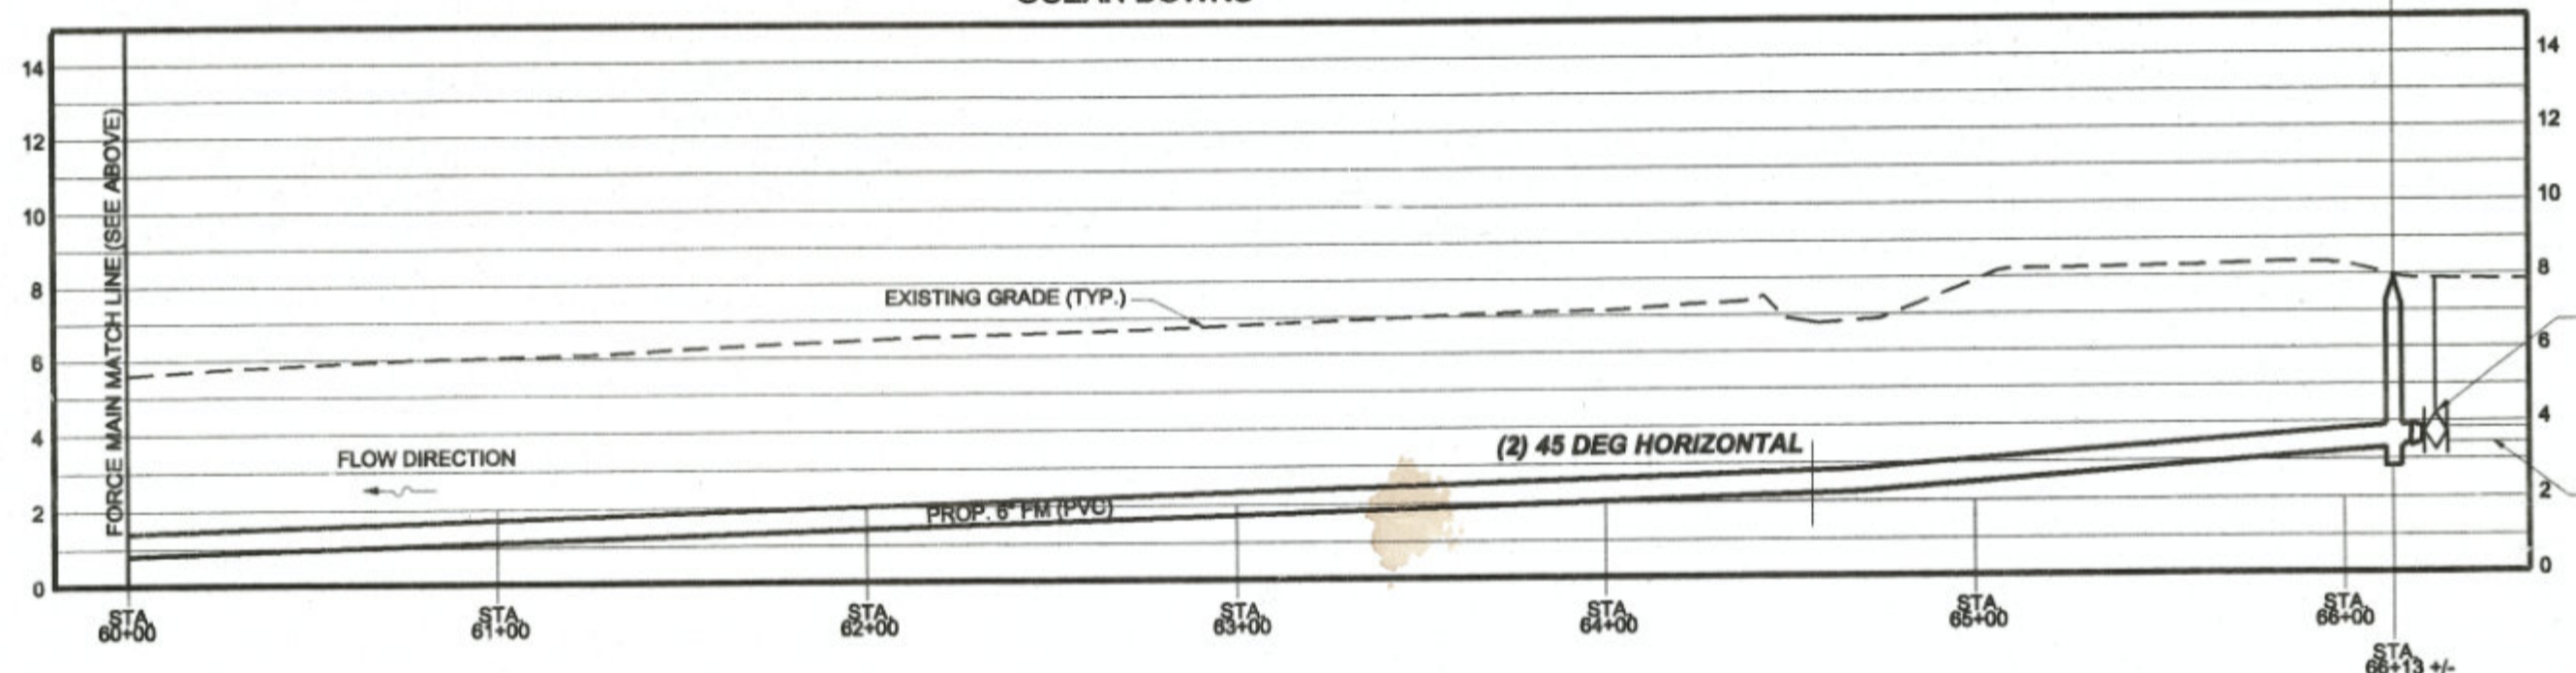 14
12
10
8
6
4
2
0
FORCE MAIN MATCH LINE (SEE ABOVE)
EXISTING GRADE (TYP.)
FLOW DIRECTION
PROP. 6" FM (PVC)
(2) 45 DEG HORIZONTAL
14
12
10
8
6
4
2
0
STA.
60+00
STA.
61+00
STA.
62+00
STA.
63+00
STA.
64+00
STA.
65+00
STA.
66+00
STA.
66+13 +/-